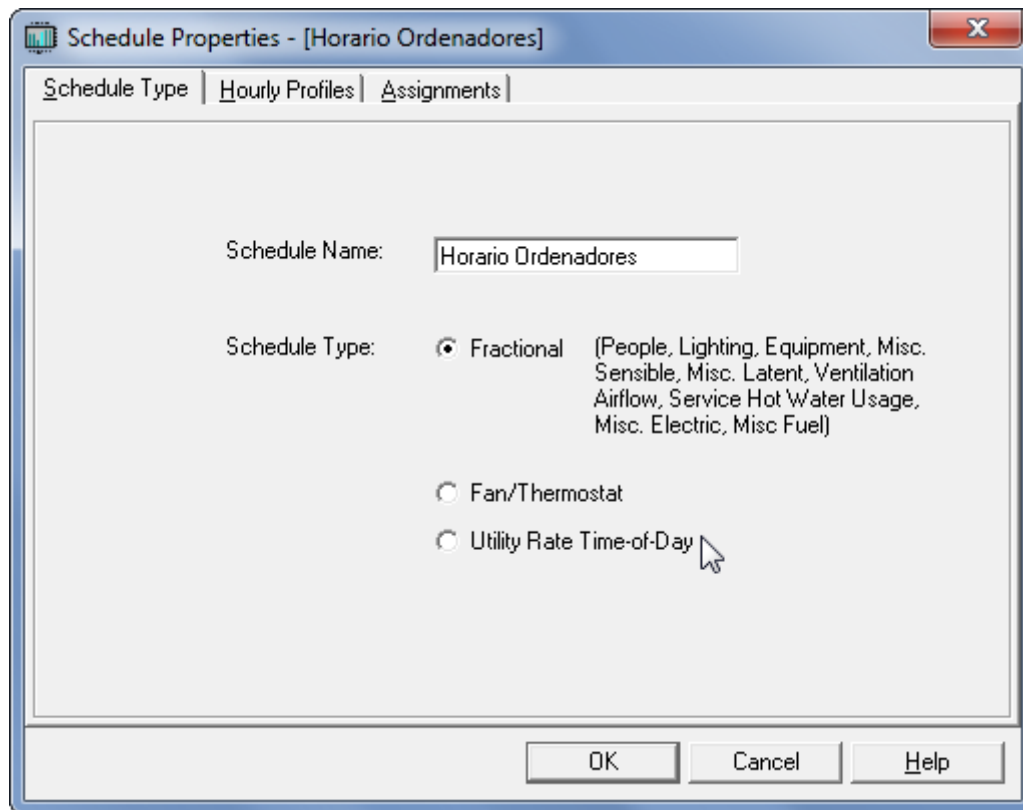 Schedule Properties - [Horario Ordenadores]
Schedule Type Hourly Profiles Assignments
Schedule Name: Horario Ordenadores
Schedule Type: Fractional (People, Lighting, Equipment, Misc.
Sensible, Misc. Latent, Ventilation
Airflow, Service Hot Water Usage,
Misc. Electric, Misc Fuel)
Fan/Thermostat
Utility Rate Time-of-Day
OK Cancel Help